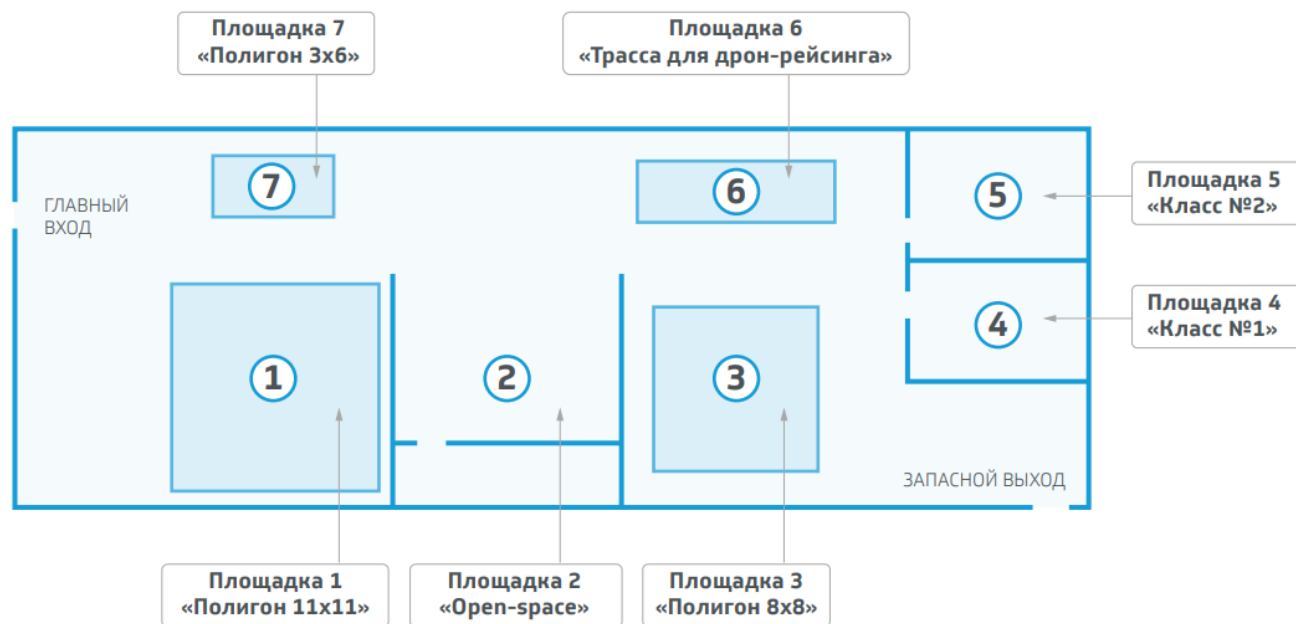 Площадка 7
«Полигон 3х6»
Площадка 6
«Трасса для дрон-рейсинга»
7
6
5
Площадка 5
«Класс №2»
ГЛАВНЫЙ
ВХОД
4
Площадка 4
«Класс №1»
1
2
3
ЗАПАСНОЙ ВЫХОД
Площадка 1
«Полигон 11х11»
Площадка 2
«Open-space»
Площадка 3
«Полигон 8х8»